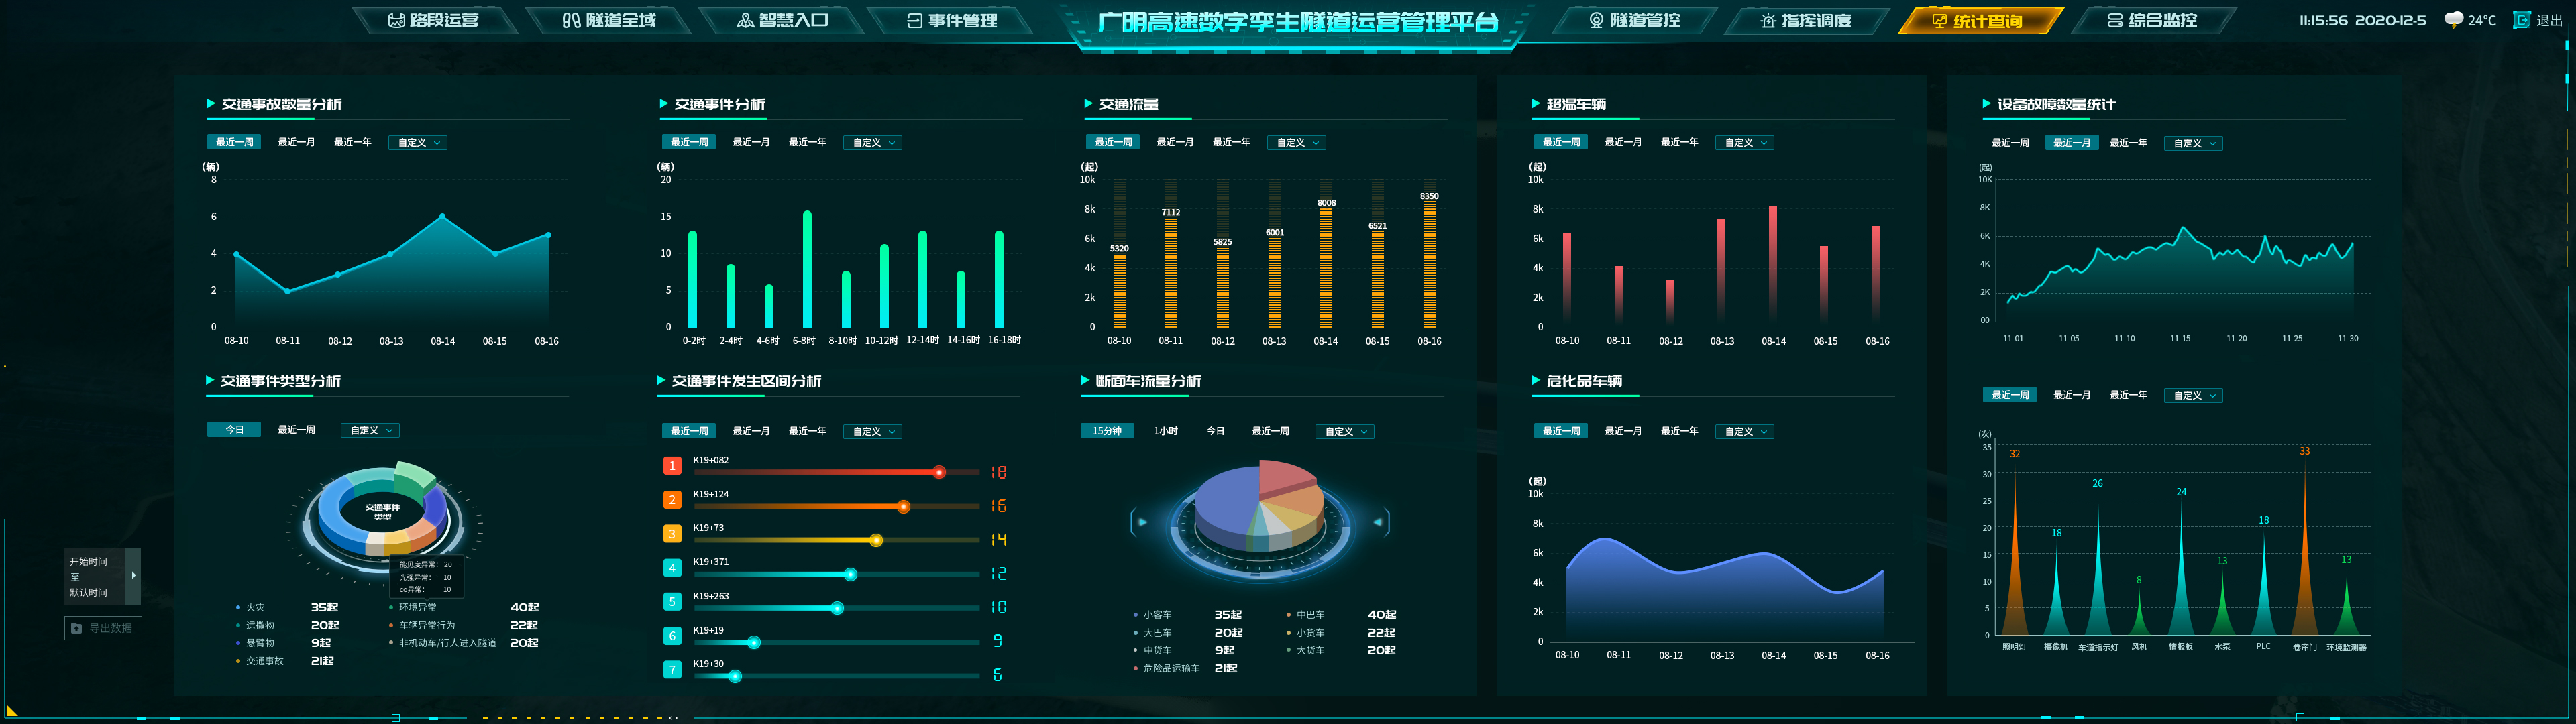 路段运营
隧道全域
智慧入口
事件管理
广明高速数字孪生隧道运营管理平台
隧道管控
指挥调度
统计查询
综合监控
11:15:56 2020-12-5
24°C
退出
交通事故数量分析
最近一周 最近一月 最近一年 自定义
(辆)
8
6
4
2
0
08-10 08-11 08-12 08-13 08-14 08-15 08-16
交通事件分析
最近一周 最近一月 最近一年 自定义
(辆)
20
15
10
5
0
0-2时 2-4时 4-6时 6-8时 8-10时 10-12时 12-14时 14-16时 16-18时
交通流量
最近一周 最近一月 最近一年 自定义
(起)
10k
8k
6k
4k
2k
0
5320 7112 5825 6001 8008 6521 8350
08-10 08-11 08-12 08-13 08-14 08-15 08-16
超温车辆
最近一周 最近一月 最近一年 自定义
(起)
10k
8k
6k
4k
2k
0
08-10 08-11 08-12 08-13 08-14 08-15 08-16
设备故障数量统计
最近一周 最近一月 最近一年 自定义
(起)
10K
8K
6K
4K
2K
00
11-01 11-05 11-10 11-15 11-20 11-25 11-30
交通事件类型分析
今日 最近一周 自定义
交通事件
类型
能见度异常: 20
光强异常: 10
co异常: 10
火灾 35起
遗撒物 20起
悬臂物 9起
交通事故 21起
环境异常 40起
车辆异常行为 22起
非机动车/行人进入隧道 20起
开始时间
至
默认时间
导出数据
交通事件发生区间分析
最近一周 最近一月 最近一年 自定义
1 K19+082 18
2 K19+124 16
3 K19+73 14
4 K19+371 12
5 K19+263 10
6 K19+19 9
7 K19+30 6
断面车流量分析
15分钟 1小时 今日 最近一周 自定义
小客车 35起
大巴车 20起
中货车 9起
危险品运输车 21起
中巴车 40起
小货车 22起
大货车 20起
危化品车辆
最近一周 最近一月 最近一年 自定义
(起)
10k
8k
6k
4k
2k
0
08-10 08-11 08-12 08-13 08-14 08-15 08-16
最近一周 最近一月 最近一年 自定义
(次)
35
30
25
20
15
10
5
0
32 18 26 8 24 13 18 33 13
照明灯 摄像机 车道指示灯 风机 情报板 水泵 PLC 卷帘门 环境监测器